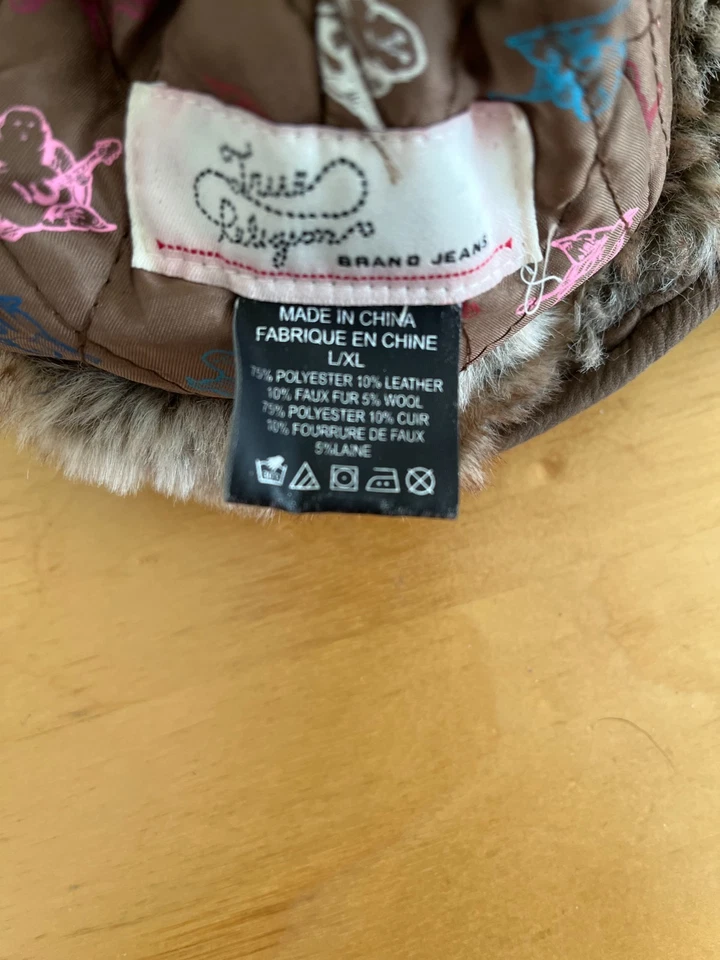 True
Religion
BRAND JEANS
MADE IN CHINA
FABRIQUE EN CHINE
L/XL
75% POLYESTER 10% LEATHER
10% FAUX FUR 5% WOOL
75% POLYESTER 10% CUIR
10% FOURRURE DE FAUX
5%LAINE